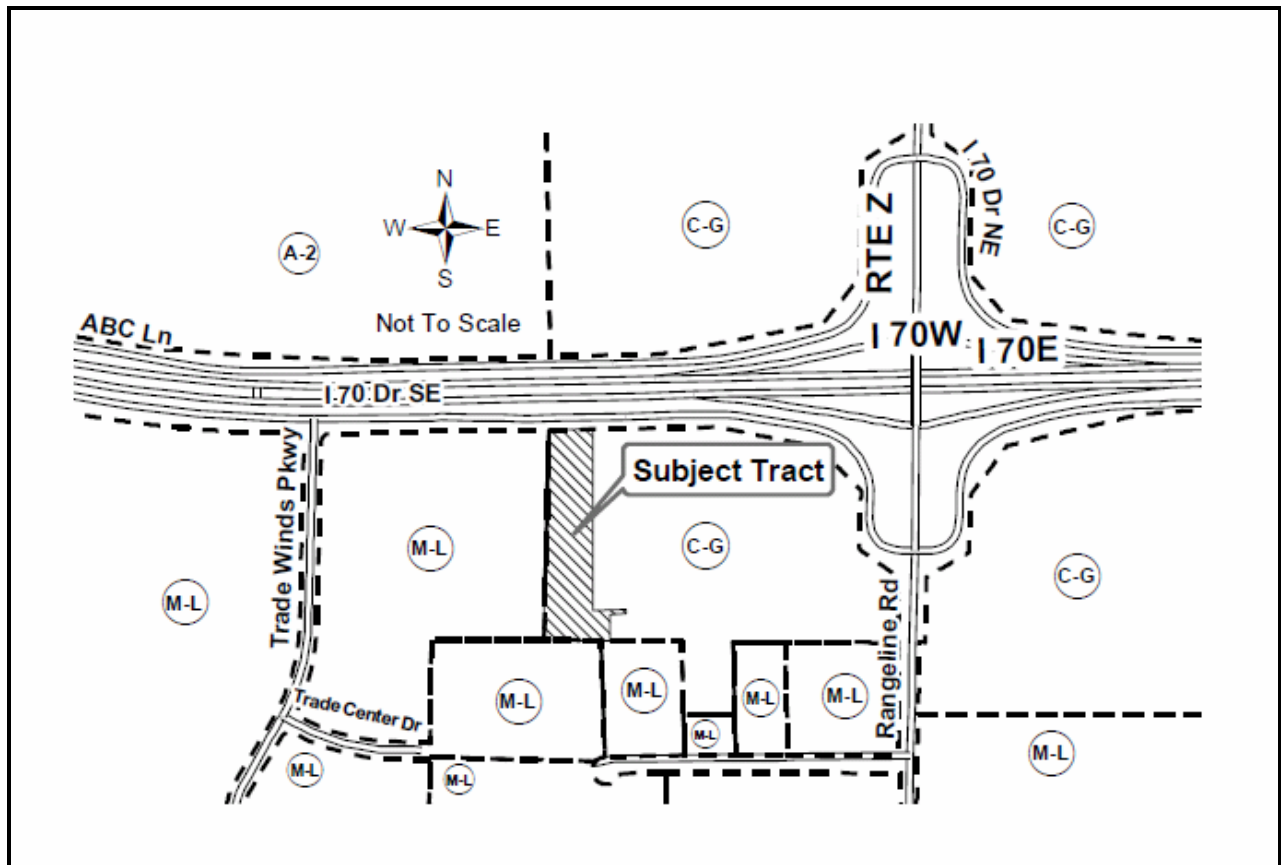 I 70 Dr NE
N
C-G
RTE Z
C-G
W
E
A-2
S
Not To Scale
ABC Ln
I 70W
I 70E
I 70 Dr SE
Subject Tract
Trade Winds Pkwy
M-L
C-G
C-G
M-L
Rangeline Rd
M-L
M-L
M-L
M-L
Trade Center Dr
M-L
M-L
M-L
M-L